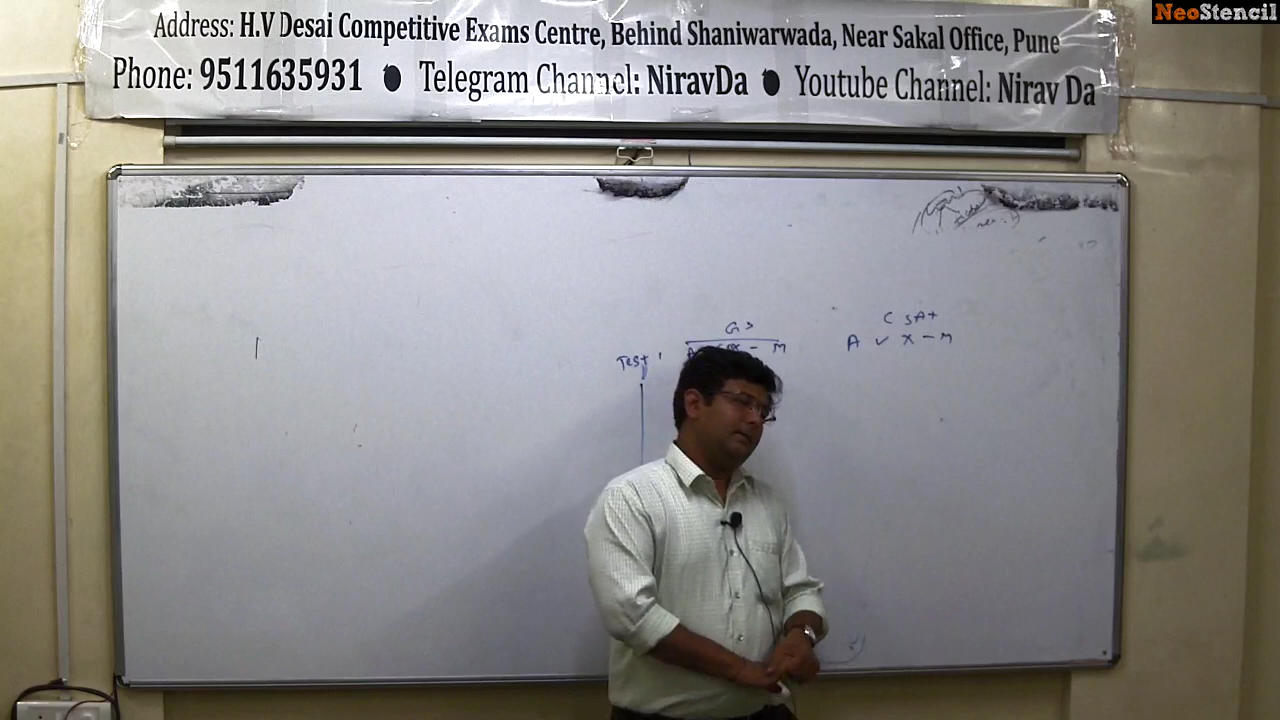 NeoStencil
Address: H.V Desai Competitive Exams Centre, Behind Shaniwarwada, Near Sakal Office, Pune
Phone: 9511635931 ● Telegram Channel: NiravDa ● Youtube Channel: Nirav Da
GS
CSAT
Test
M
A ✓ X - M